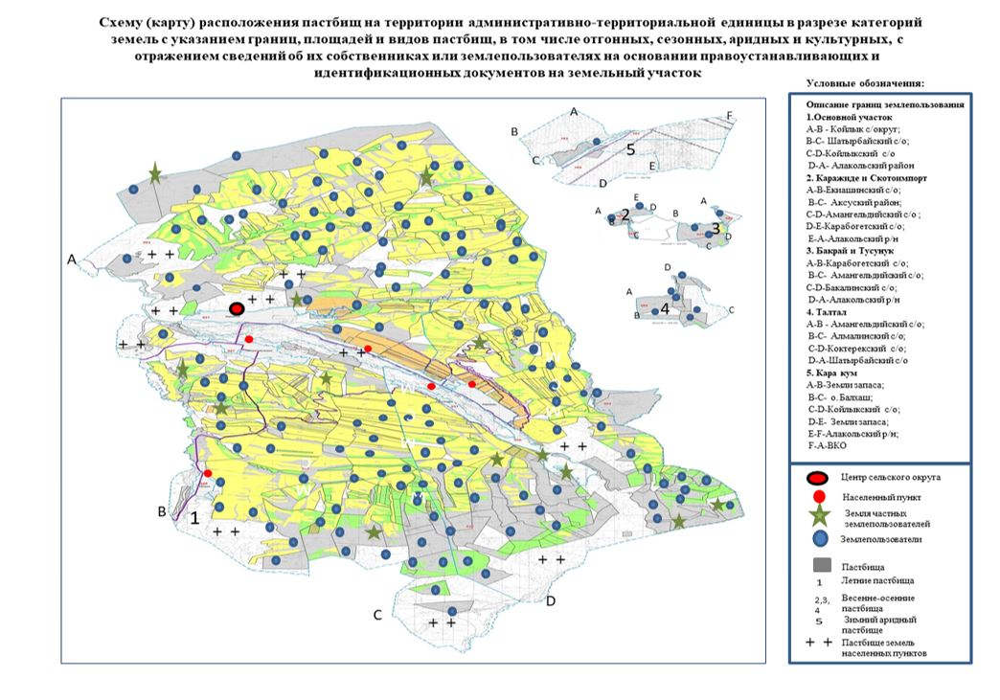 Схему (карту) расположения пастбищ на территории административно-территориальной единицы в разрезе категорий
земель с указанием границ, площадей и видов пастбищ, в том числе отгонных, сезонных, аридных и культурных, с
отражением сведений об их собственниках или землепользователях на основании правоустанавливающих и
идентификационных документов на земельный участок
Условные обозначения:
Описание границ землепользования
1.Основной участок
А-В - Койлык с/округ;
В-С- Шатырбайский с/о;
С-D-Койлыкский с/о
D-А- Алакольский район
2. Каражиде и Скотоимпорт
А-В-Екиашинский с/о;
В-С- Аксуский район;
С-D-Амангельдийский с/о ;
D-E-Карабогетский с/о;
Е-А-Алакольский р/н
3. Бакрай и Тусунук
А-В-Карабогетский с/о;
В-С- Амангельдийский с/о;
С-D-Бакалинский с/о;
D-А-Алакольский р/н
4. Талтал
А-В - Амангельдийский с/о;
В-С- Алмалинский с/о;
С-D-Коктерекский с/о;
D-А-Шатырбайский с/о
5. Кара кум
А-В-Земли запаса;
В-С- о.Балхаш;
С-D-Койлыкский с/о;
D-E- Земли запаса;
E-F-Алакольский р/н;
F-A-ВКО
Центр сельского округа
Населенный пункт
Земля частных
землепользователей
Землепользователи
Пастбища
1 Летние пастбища
2,3,
4
Весенне-осенние
пастбища
5 Зимний аридный
пастбище
+ + Пастбище земель
населенных пунктов
A
B
1
C
D
A
B
C
D
E
F
5
A
B
C
D
E
2
A
B
C
D
3
A
B
C
D
4